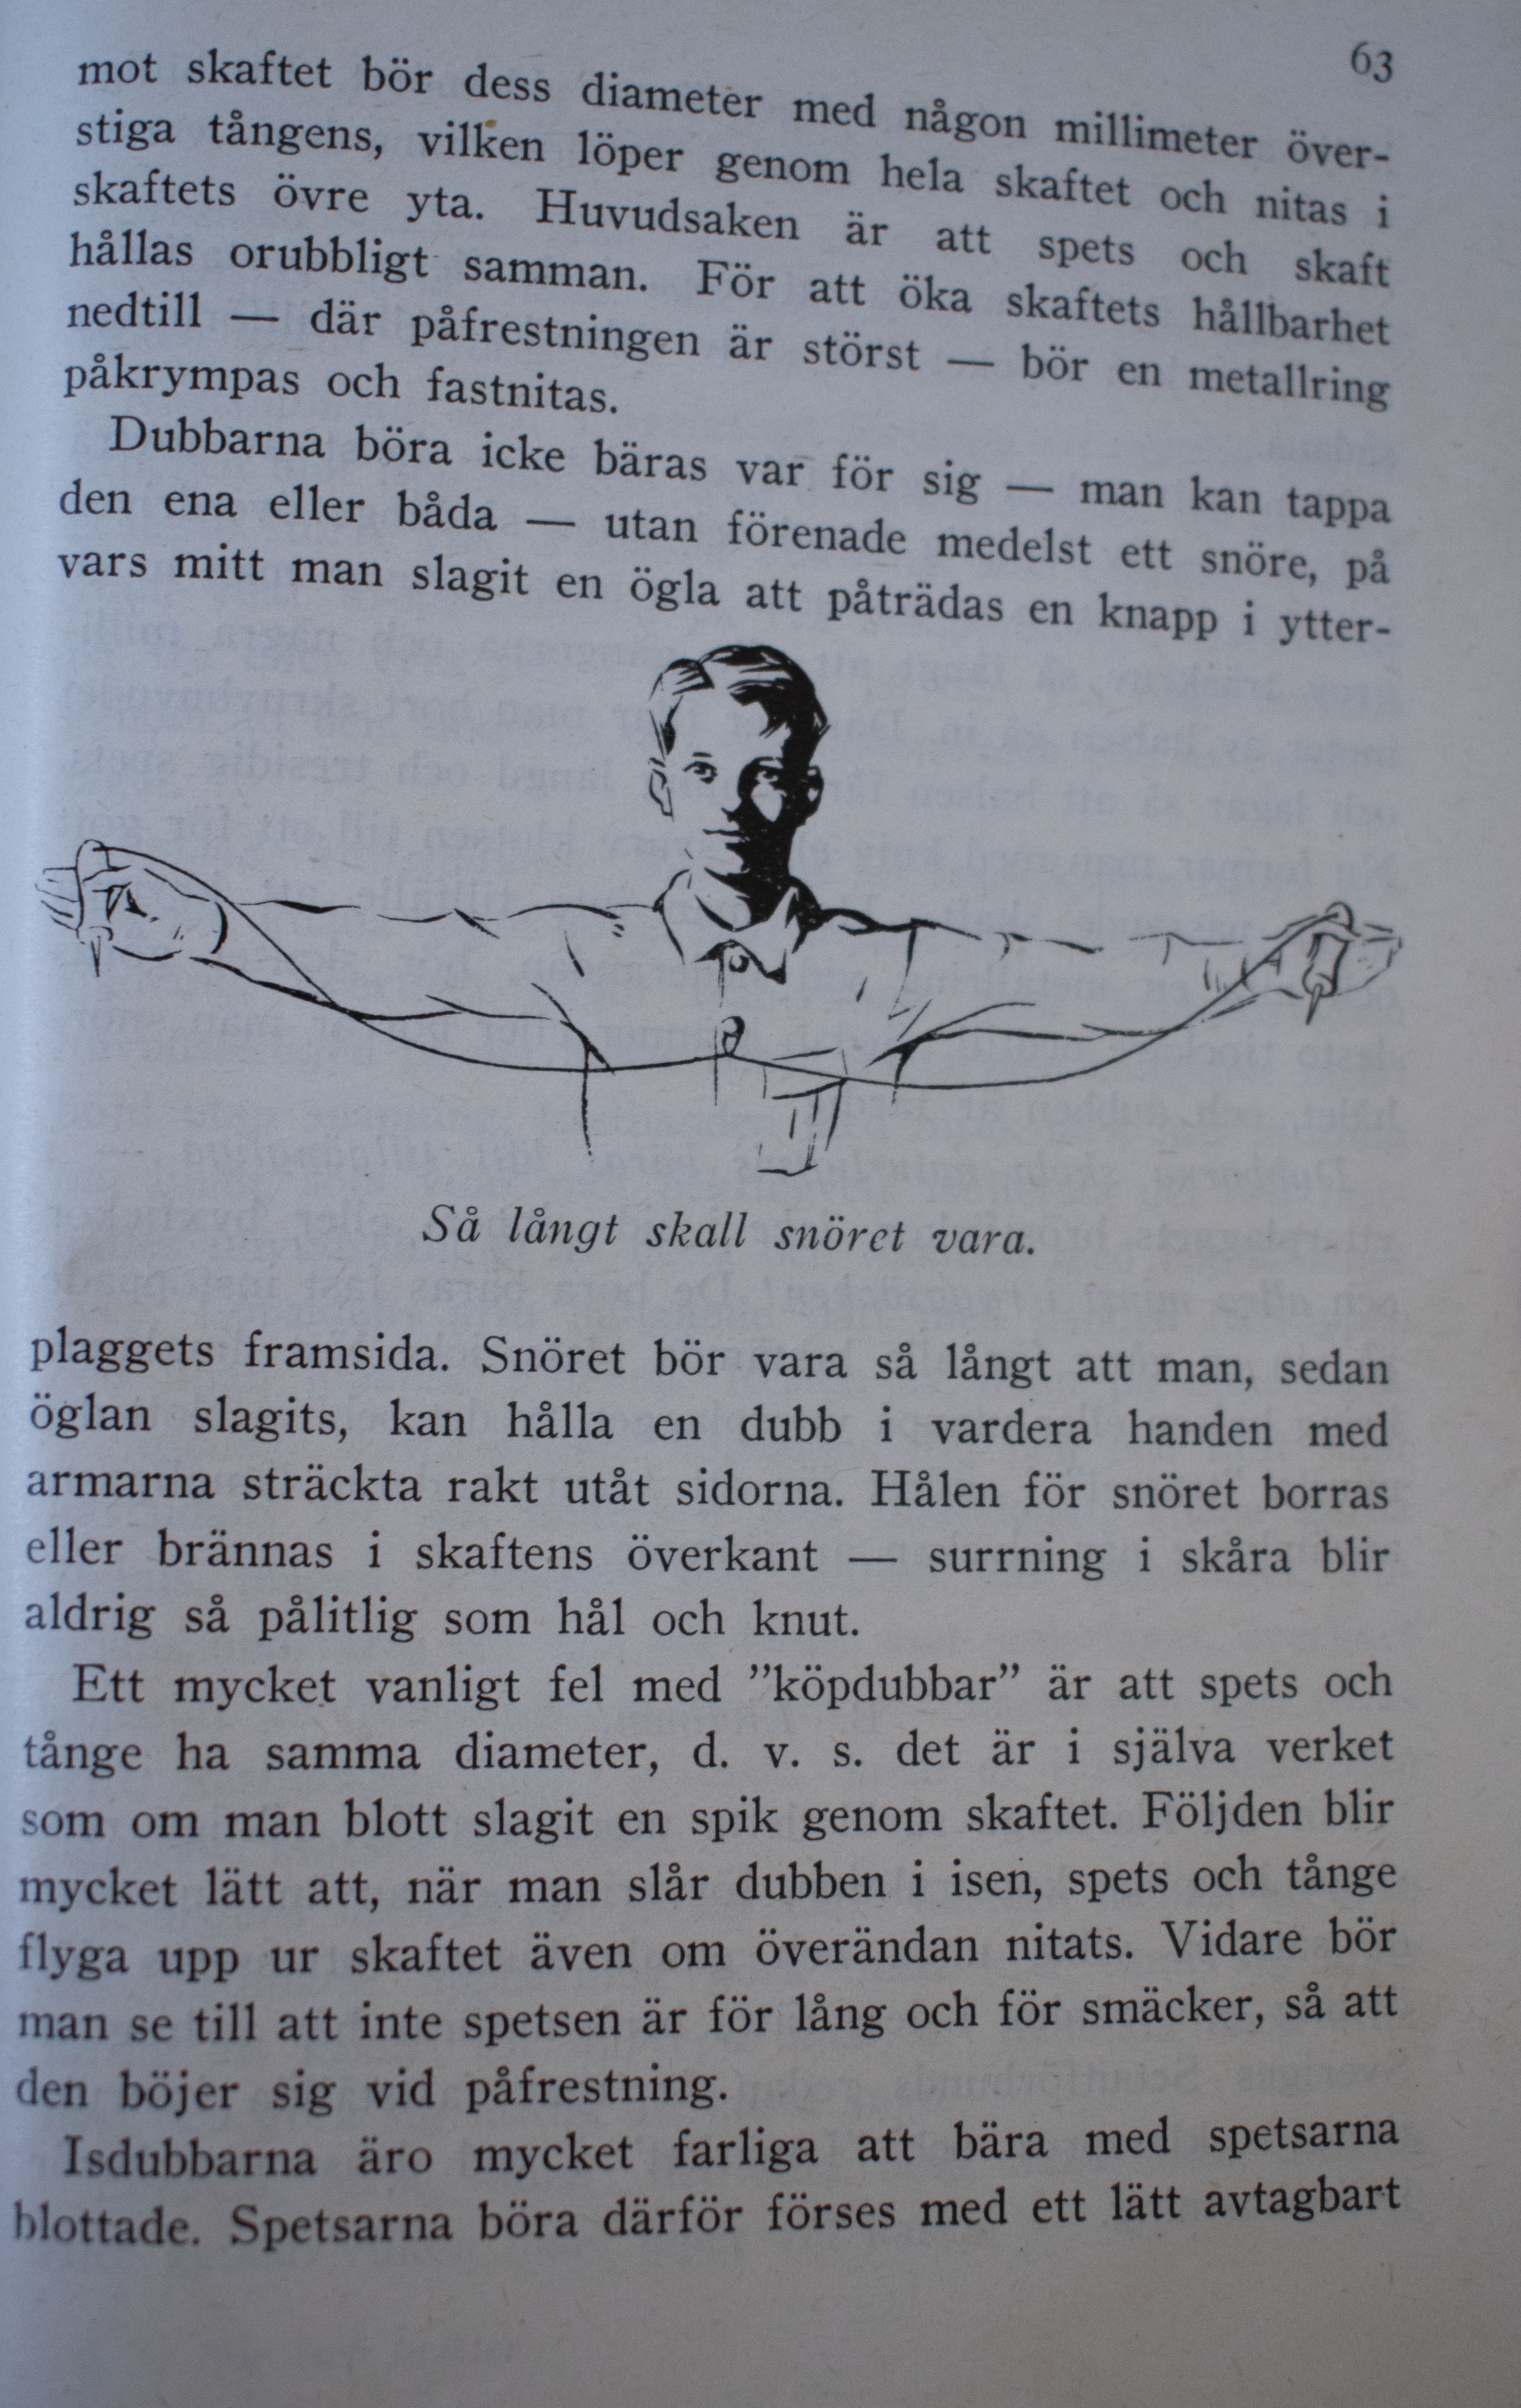 63
mot skaftet bör dess diameter med någon millimeter över-
stiga tångens, vilken löper genom hela skaftet och nitas i
skaftets övre yta. Huvudsaken är att spets och skaft
hållas orubbligt samman. För att öka skaftets hållbarhet
nedtill — där påfrestningen är störst — bör en metallring
påkrympas och fastnitas.
Dubbarna böra icke bäras var för sig — man kan tappa
den ena eller båda — utan förenade medelst ett snöre, på
vars mitt man slagit en ögla att påträdas en knapp i ytter-
Så långt skall snöret vara.
plaggets framsida. Snöret bör vara så långt att man, sedan
öglan slagits, kan hålla en dubb i vardera handen med
armarna sträckta rakt utåt sidorna. Hålen för snöret borras
eller brännas i skaftens överkant — surrning i skåra blir
aldrig så pålitlig som hål och knut.
Ett mycket vanligt fel med ”köpdubbar” är att spets och
tånge ha samma diameter, d. v. s. det är i själva verket
som om man blott slagit en spik genom skaftet. Följden blir
mycket lätt att, när man slår dubben i isen, spets och tånge
flyga upp ur skaftet även om överändan nitats. Vidare bör
man se till att inte spetsen är för lång och för smäcker, så att
den böjer sig vid påfrestning.
Isdubbarna äro mycket farliga att bära med spetsarna
blottade. Spetsarna böra därför förses med ett lätt avtagbart